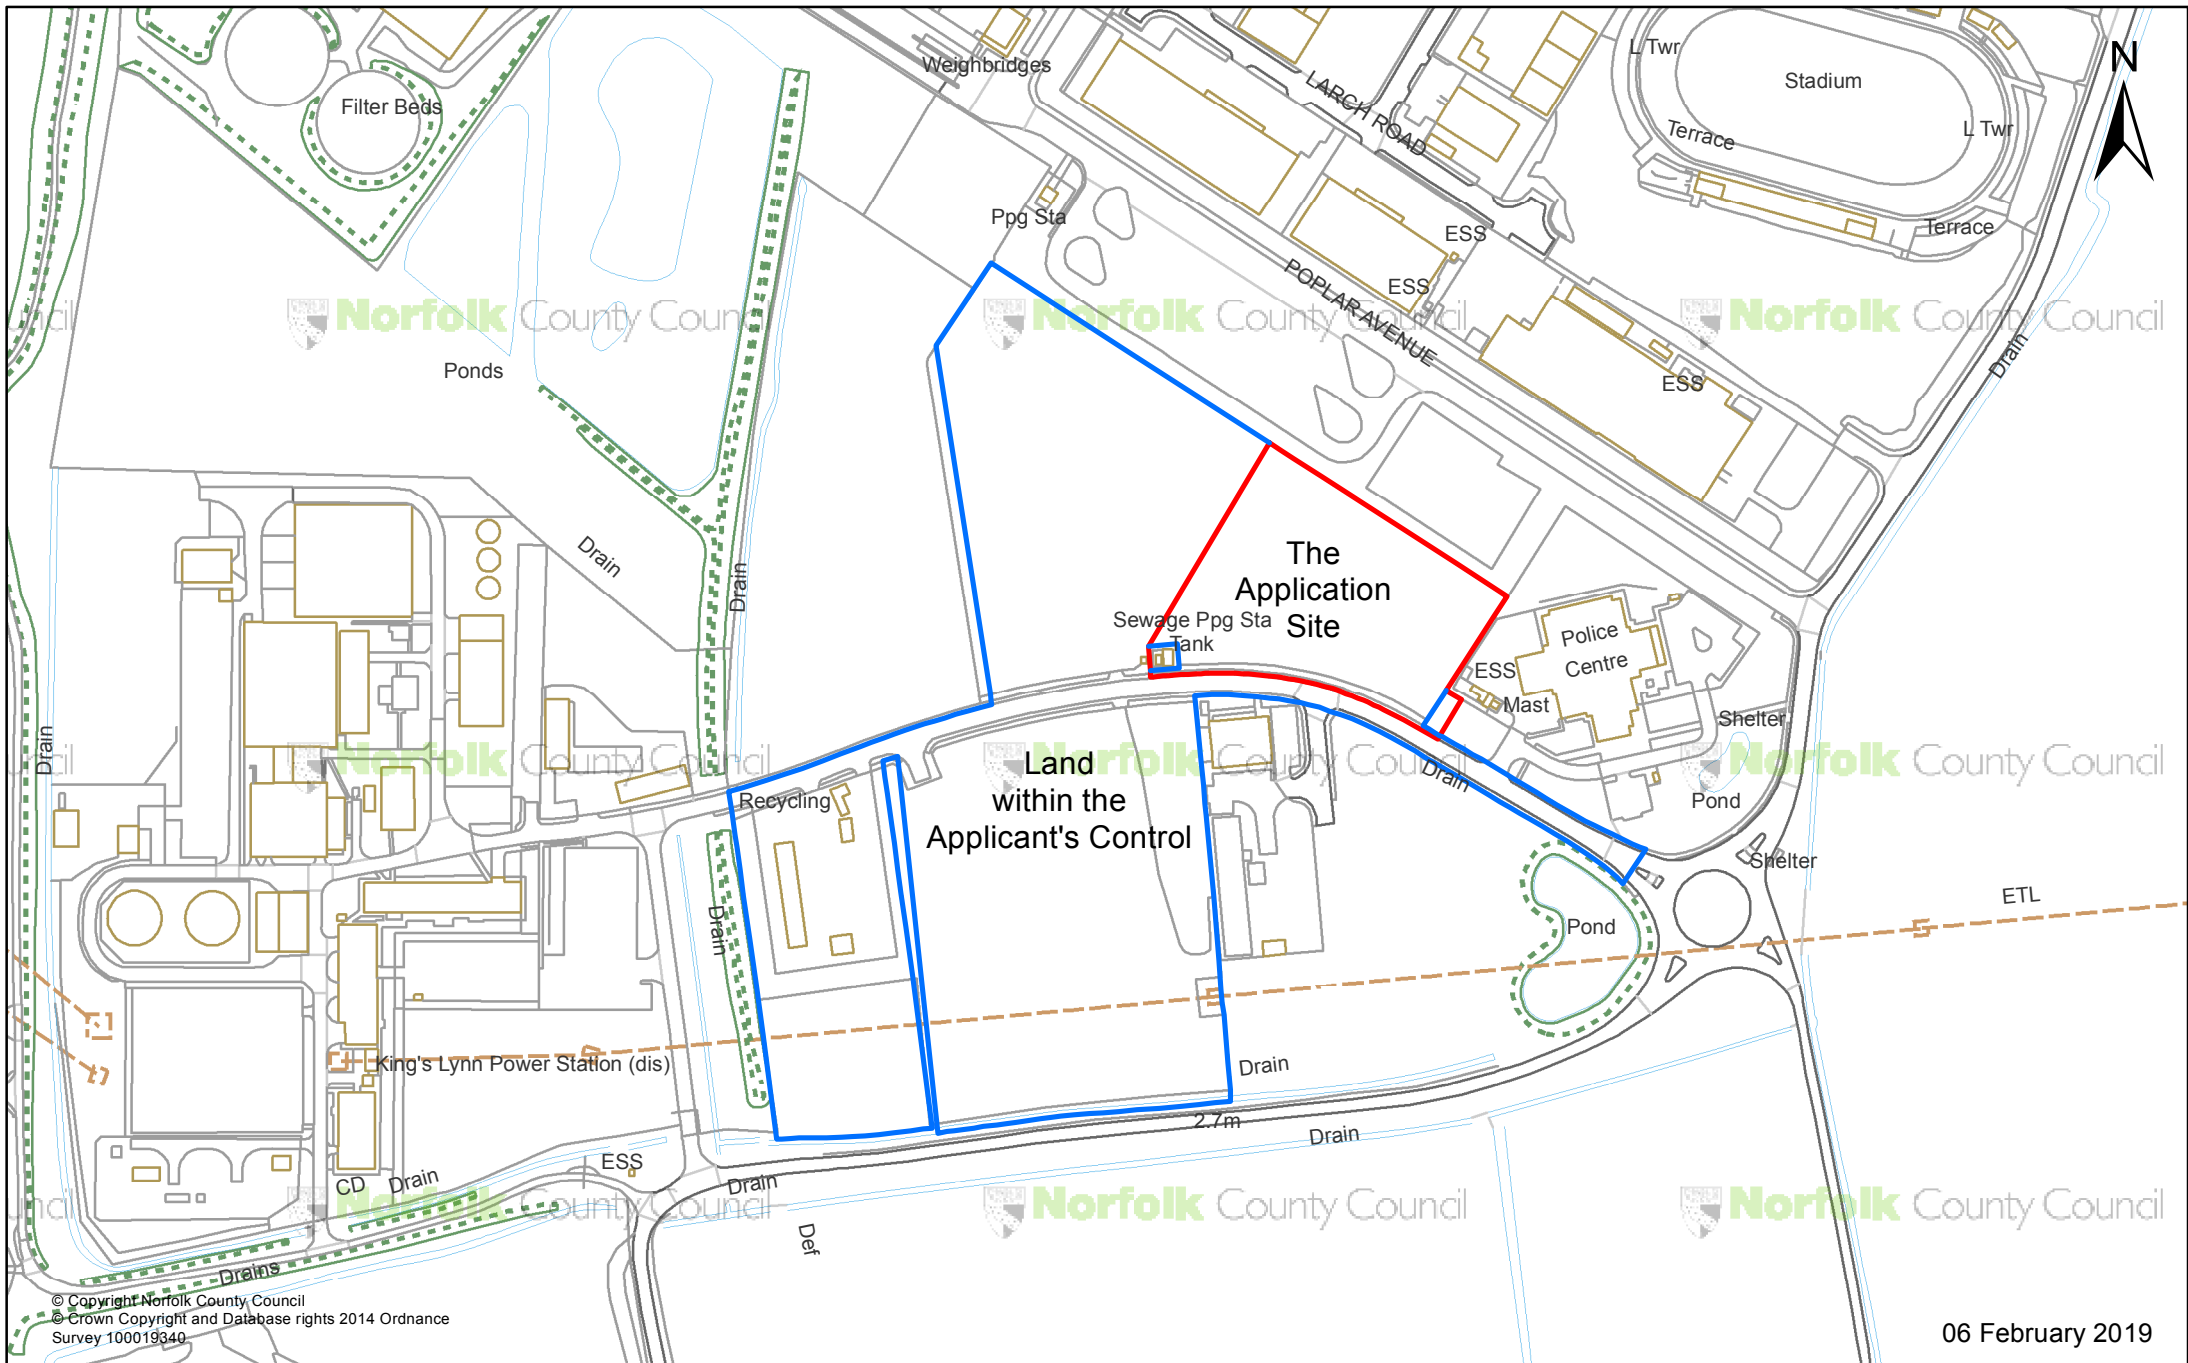 Weighbridges
L Twr
Stadium
N
Filter Beds
LARCH ROAD
Terrace
L Twr
Ppg Sta
ESS
Terrace
ESS
POPLAR AVENUE
uncil
Norfolk County Council
Norfolk County Council
Norfolk County Council
Ponds
ESS
Drain
Drain
Drain
The
Application
Site
Sewage Ppg Sta
Tank
Police
Centre
ESS
Mast
Shelter
Drain
uncil
Norfolk County Council
Norfolk County Council
Norfolk County Council
Land
within the
Applicant's Control
Drain
Recycling
Pond
Shelter
ETL
Drain
Pond
King's Lynn Power Station (dis)
Drain
2.7m
Drain
ESS
CD
Drain
Drain
uncil
Norfolk County Council
Norfolk County Council
Norfolk County Council
Def
Drains
© Copyright Norfolk County Council
© Crown Copyright and Database rights 2014 Ordnance
Survey 100019340
06 February 2019